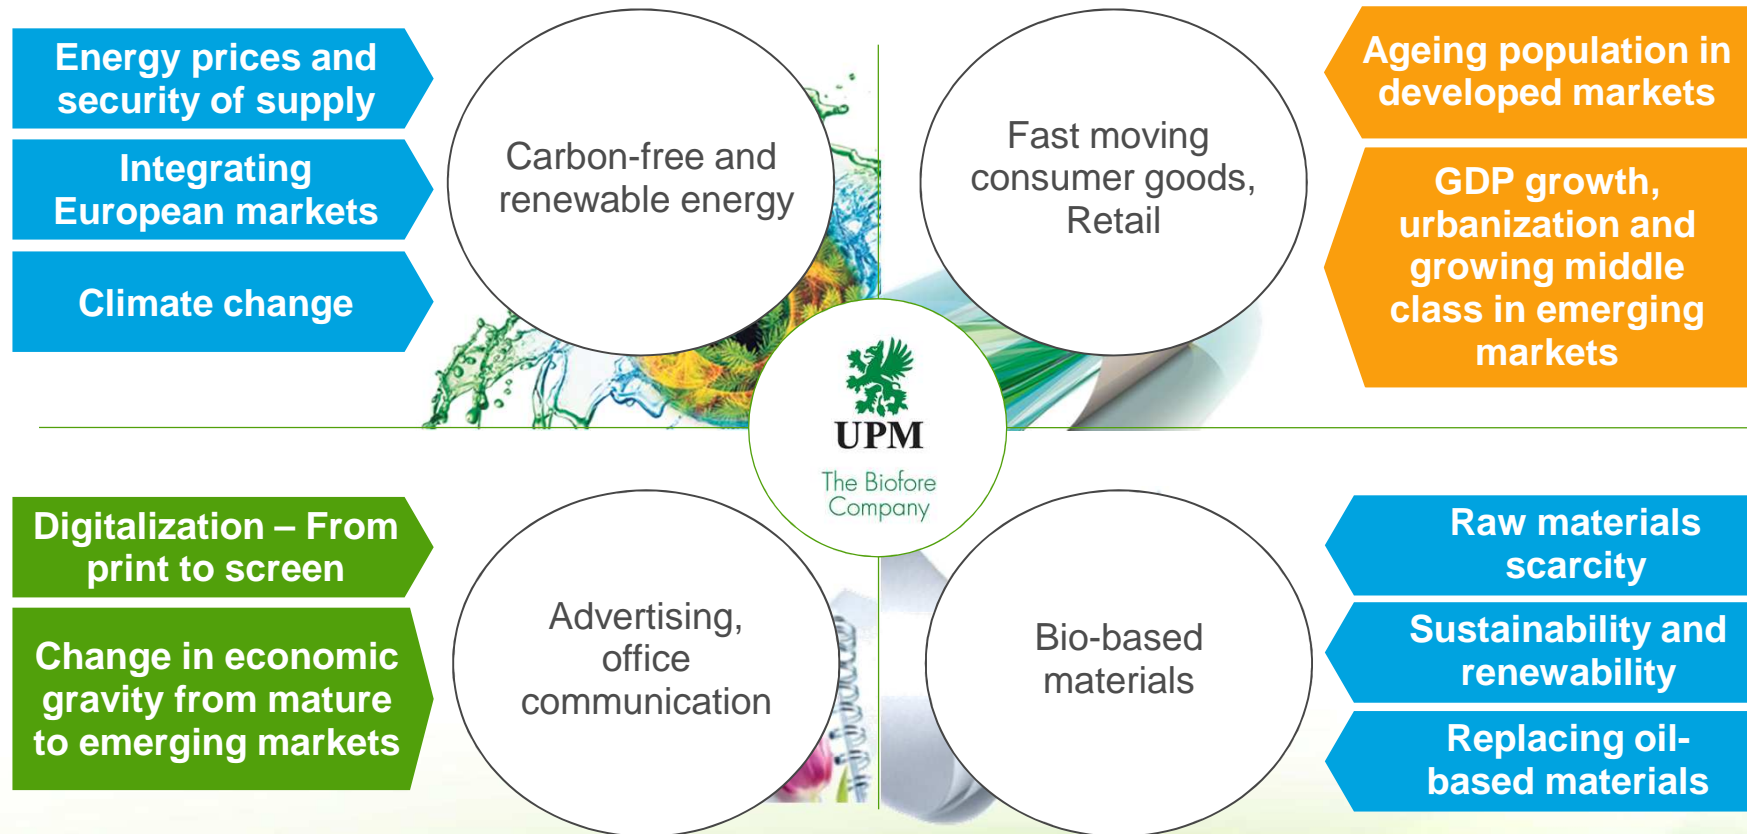 Energy prices and
security of supply
Integrating
European markets
Climate change
Carbon-free and
renewable energy
Fast moving
consumer goods,
Retail
Ageing population in
developed markets
GDP growth,
urbanization and
growing middle
class in emerging
markets
UPM
The Biofore
Company
Digitalization – From
print to screen
Change in economic
gravity from mature
to emerging markets
Advertising,
office
communication
Bio-based
materials
Raw materials
scarcity
Sustainability and
renewability
Replacing oil-
based materials